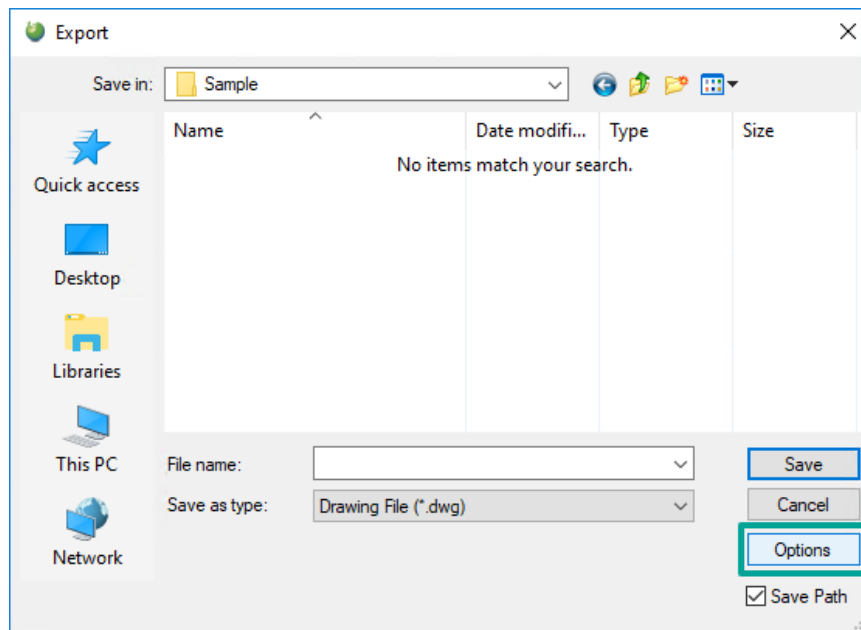 Export
Save in: Sample
Name Date modifi... Type Size
No items match your search.
Quick access
Desktop
Libraries
This PC
Network
File name: Save
Save as type: Drawing File (*.dwg) Cancel
Options
Save Path